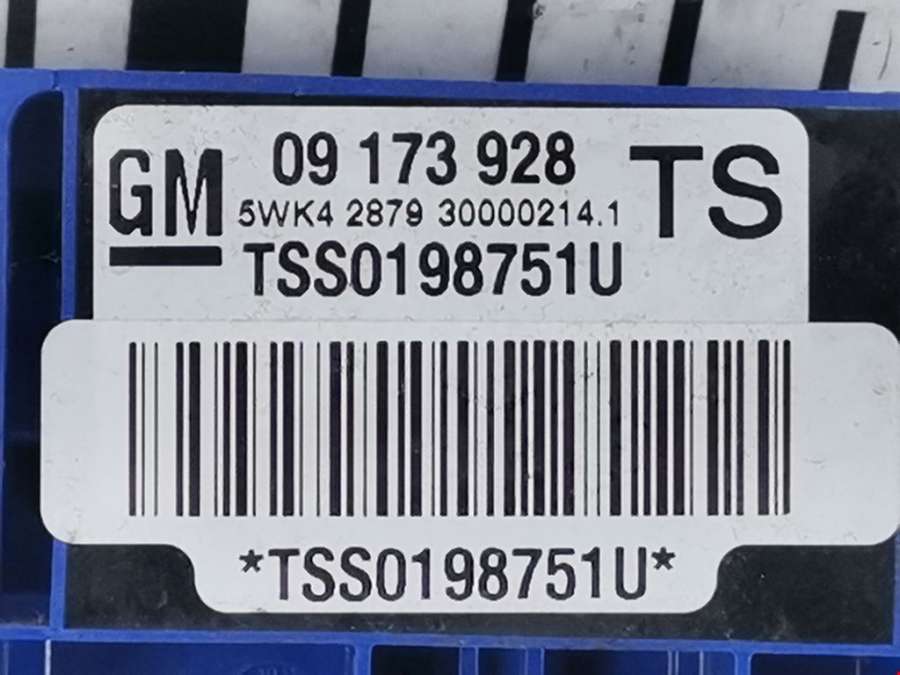 GM
09 173 928
TS
5WK4 2879 30000214.1
TSS0198751U
*TSS0198751U*